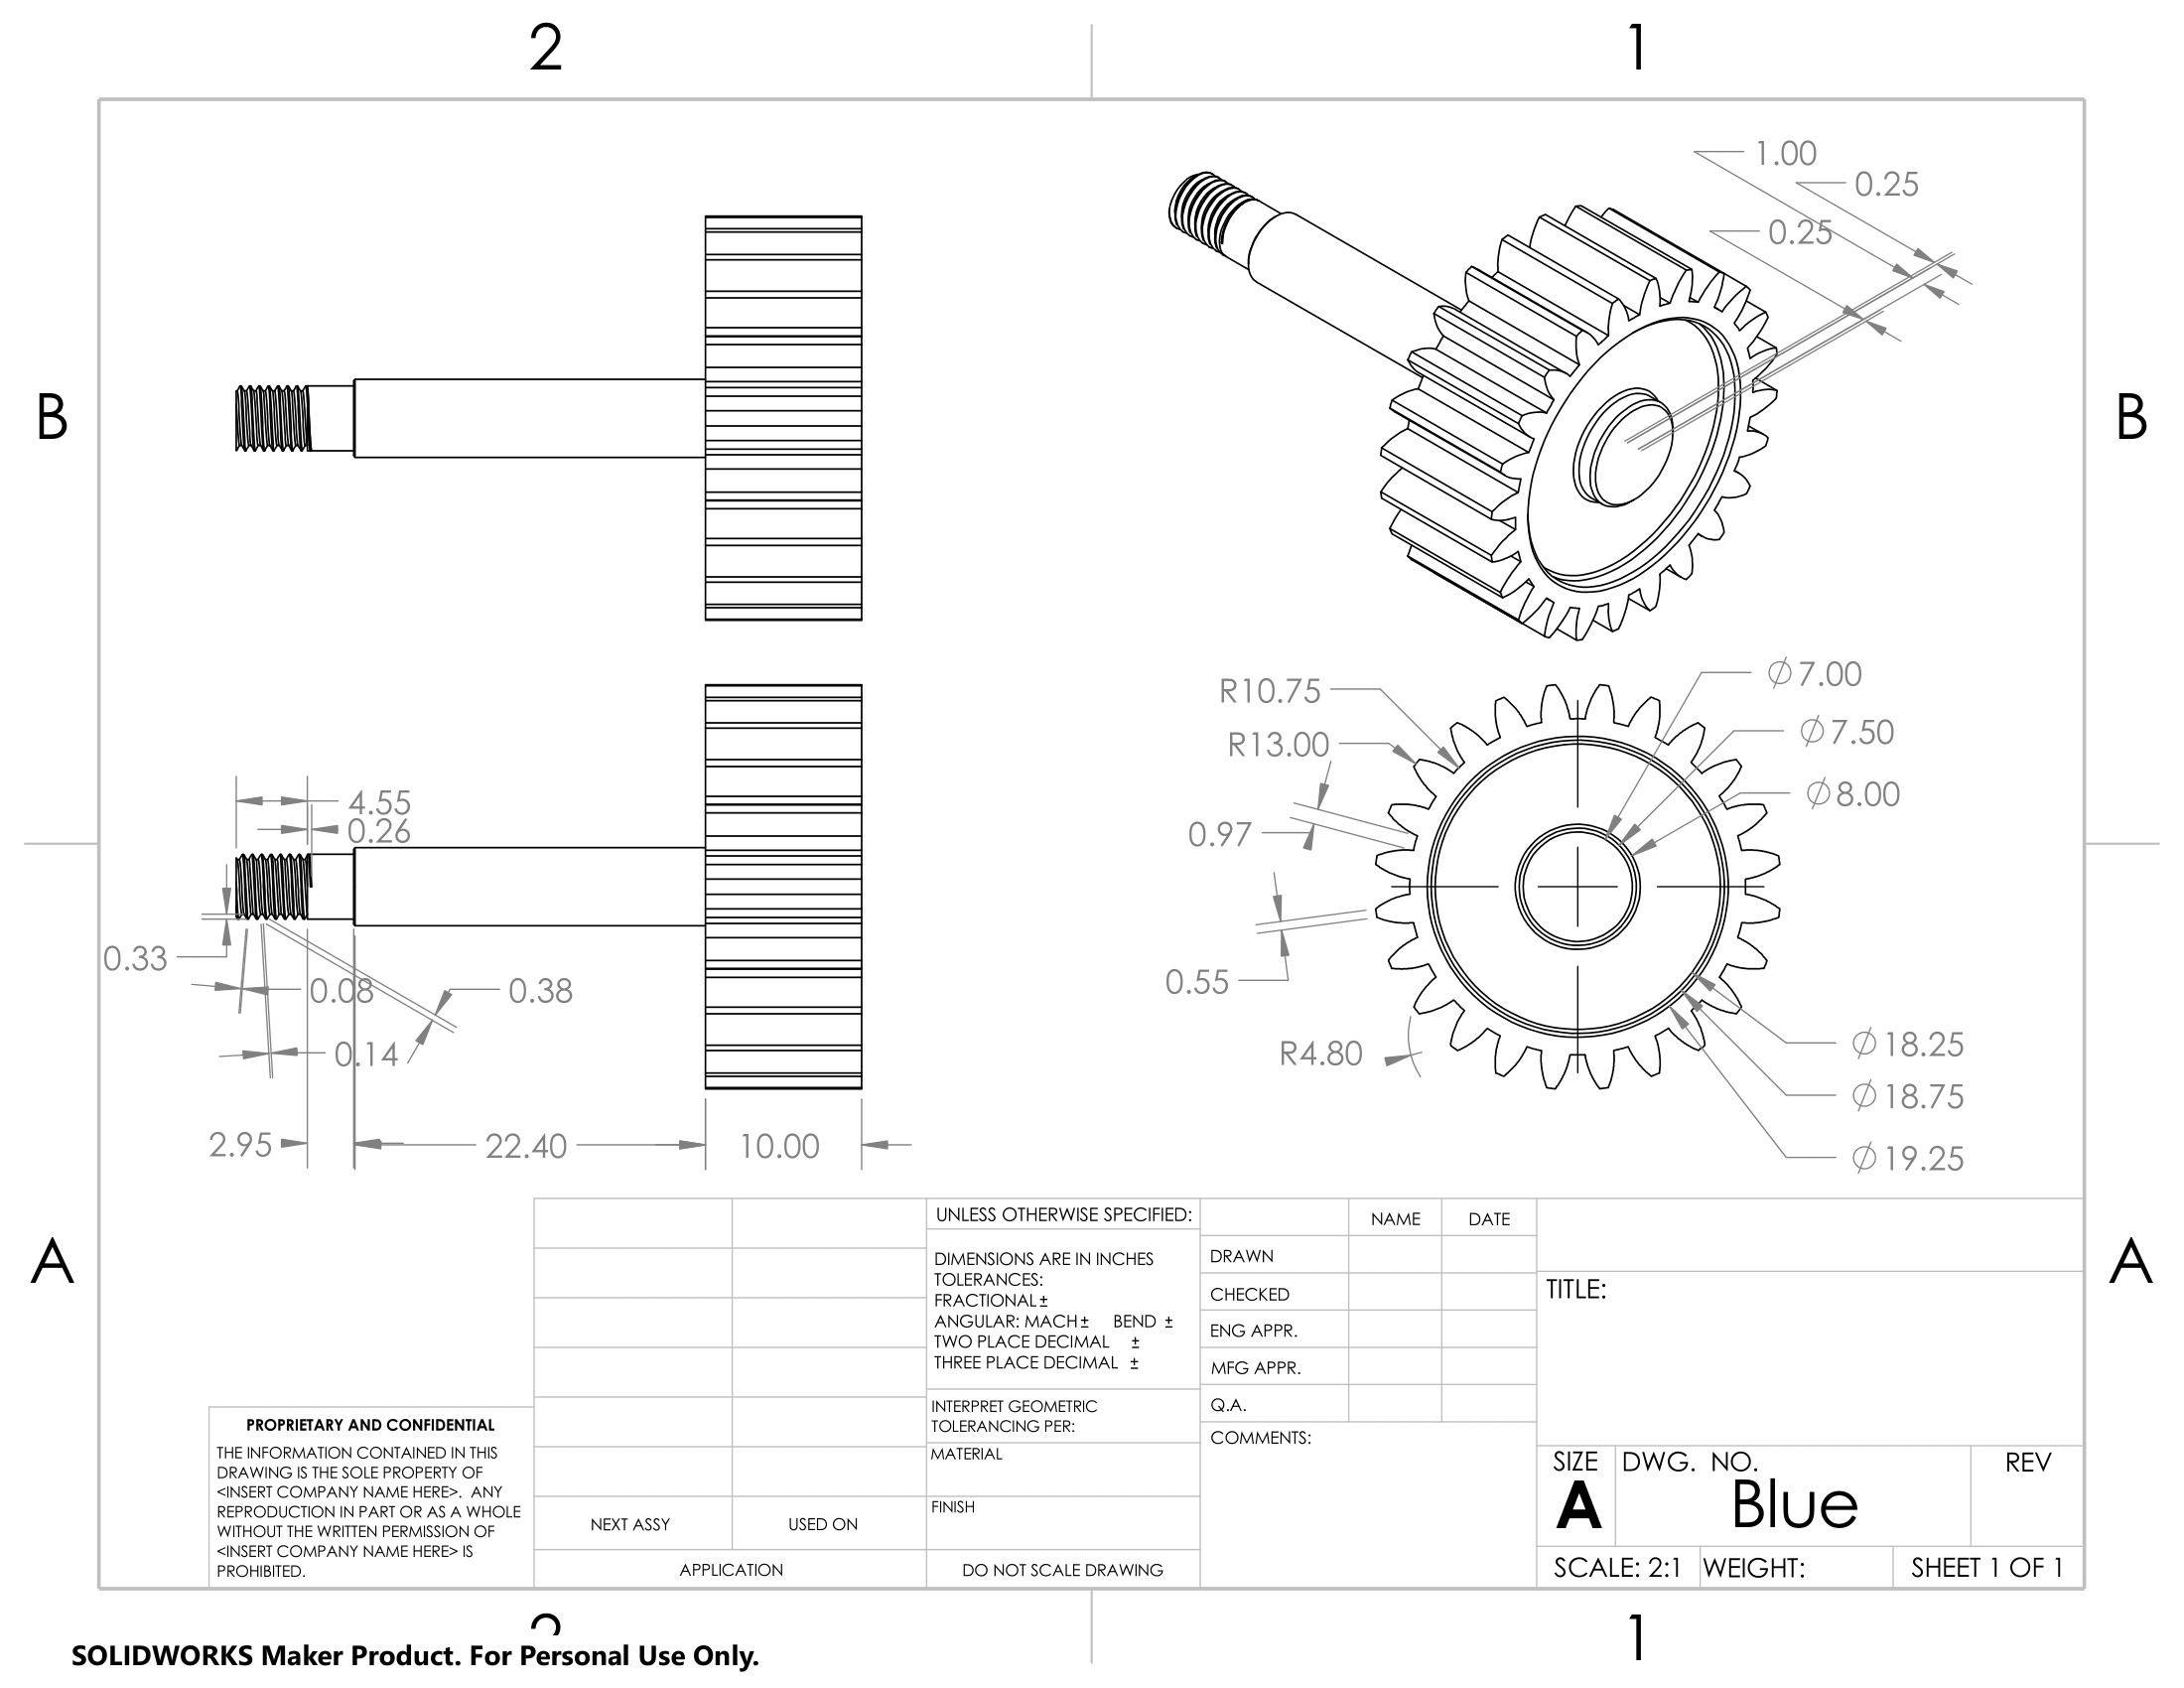 2
1
B
B
1.00
0.25
0.25
R10.75
R13.00
0.97
0.55
R4.80
⌀7.00
⌀7.50
⌀8.00
⌀18.25
⌀18.75
⌀19.25
4.55
0.26
0.33
0.08
0.38
0.14
2.95
22.40
10.00
A
A
UNLESS OTHERWISE SPECIFIED:
DIMENSIONS ARE IN INCHES
TOLERANCES:
FRACTIONAL ±
ANGULAR: MACH ± BEND ±
TWO PLACE DECIMAL ±
THREE PLACE DECIMAL ±
INTERPRET GEOMETRIC
TOLERANCING PER:
MATERIAL
FINISH
DO NOT SCALE DRAWING
NAME DATE
DRAWN
CHECKED
ENG APPR.
MFG APPR.
Q.A.
COMMENTS:
TITLE:
SIZE DWG. NO. REV
A Blue
SCALE: 2:1 WEIGHT: SHEET 1 OF 1
PROPRIETARY AND CONFIDENTIAL
THE INFORMATION CONTAINED IN THIS
DRAWING IS THE SOLE PROPERTY OF
<INSERT COMPANY NAME HERE>. ANY
REPRODUCTION IN PART OR AS A WHOLE
WITHOUT THE WRITTEN PERMISSION OF
<INSERT COMPANY NAME HERE> IS
PROHIBITED.
NEXT ASSY USED ON
APPLICATION
2
1
SOLIDWORKS Maker Product. For Personal Use Only.